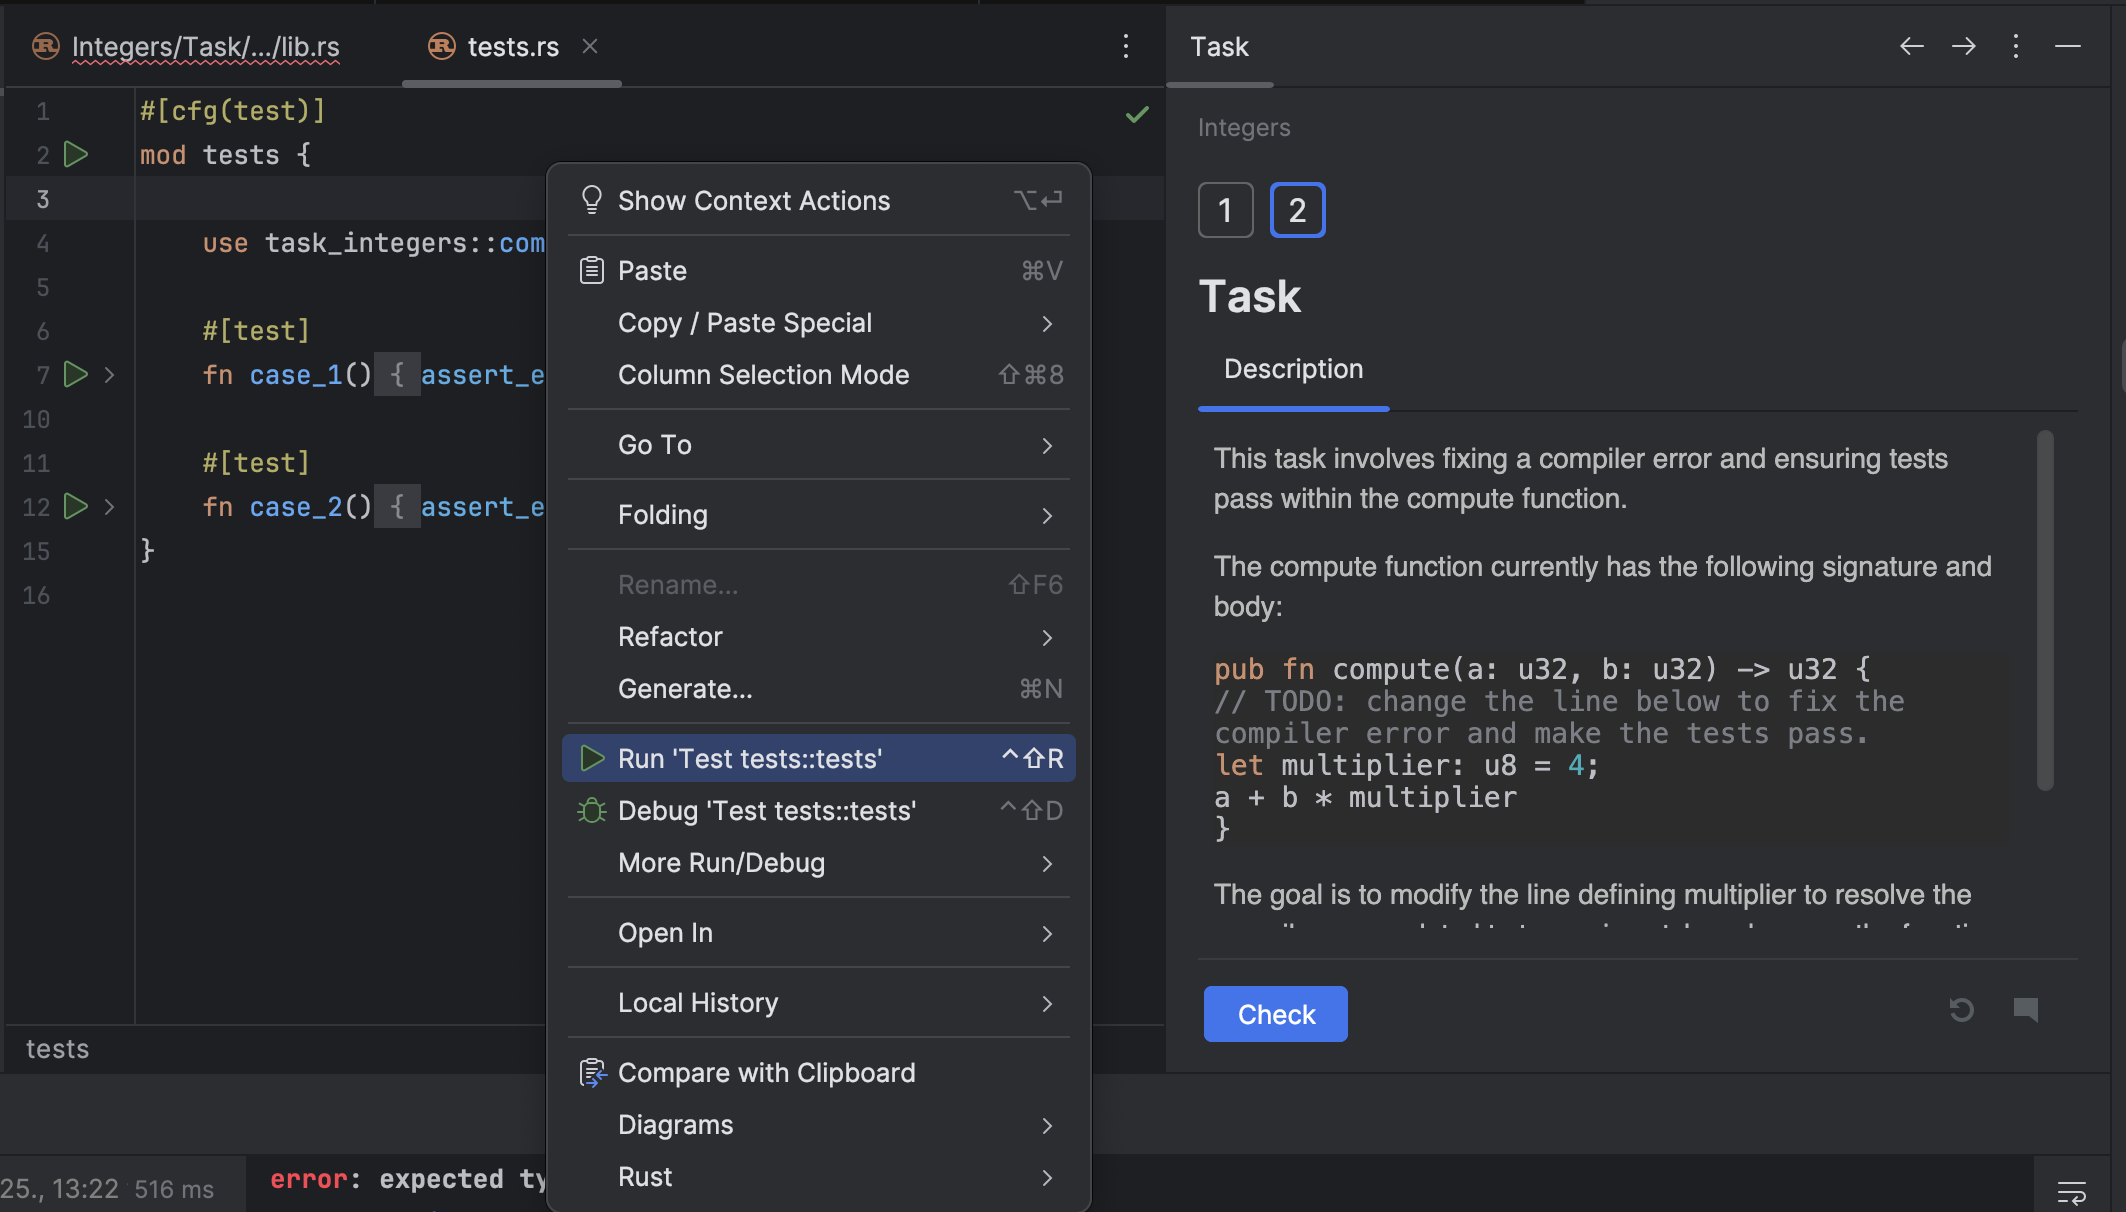 Integers/Task/.../lib.rs
tests.rs
Task
1 #[cfg(test)]
2 mod tests {
3
4 use task_integers::com
5
6 #[test]
7 fn case_1() { assert_e
10
11 #[test]
12 fn case_2() { assert_e
15 }
16
tests
Show Context Actions ⌥⏎
Paste ⌘V
Copy / Paste Special
Column Selection Mode ⇧⌘8
Go To
Folding
Rename... ⇧F6
Refactor
Generate... ⌘N
Run 'Test tests::tests' ^⇧R
Debug 'Test tests::tests' ^⇧D
More Run/Debug
Open In
Local History
Compare with Clipboard
Diagrams
Rust
Integers
1 2
Task
Description
This task involves fixing a compiler error and ensuring tests
pass within the compute function.
The compute function currently has the following signature and
body:
pub fn compute(a: u32, b: u32) -> u32 {
// TODO: change the line below to fix the
compiler error and make the tests pass.
let multiplier: u8 = 4;
a + b * multiplier
}
The goal is to modify the line defining multiplier to resolve the
Check
25., 13:22 516 ms
error: expected ty